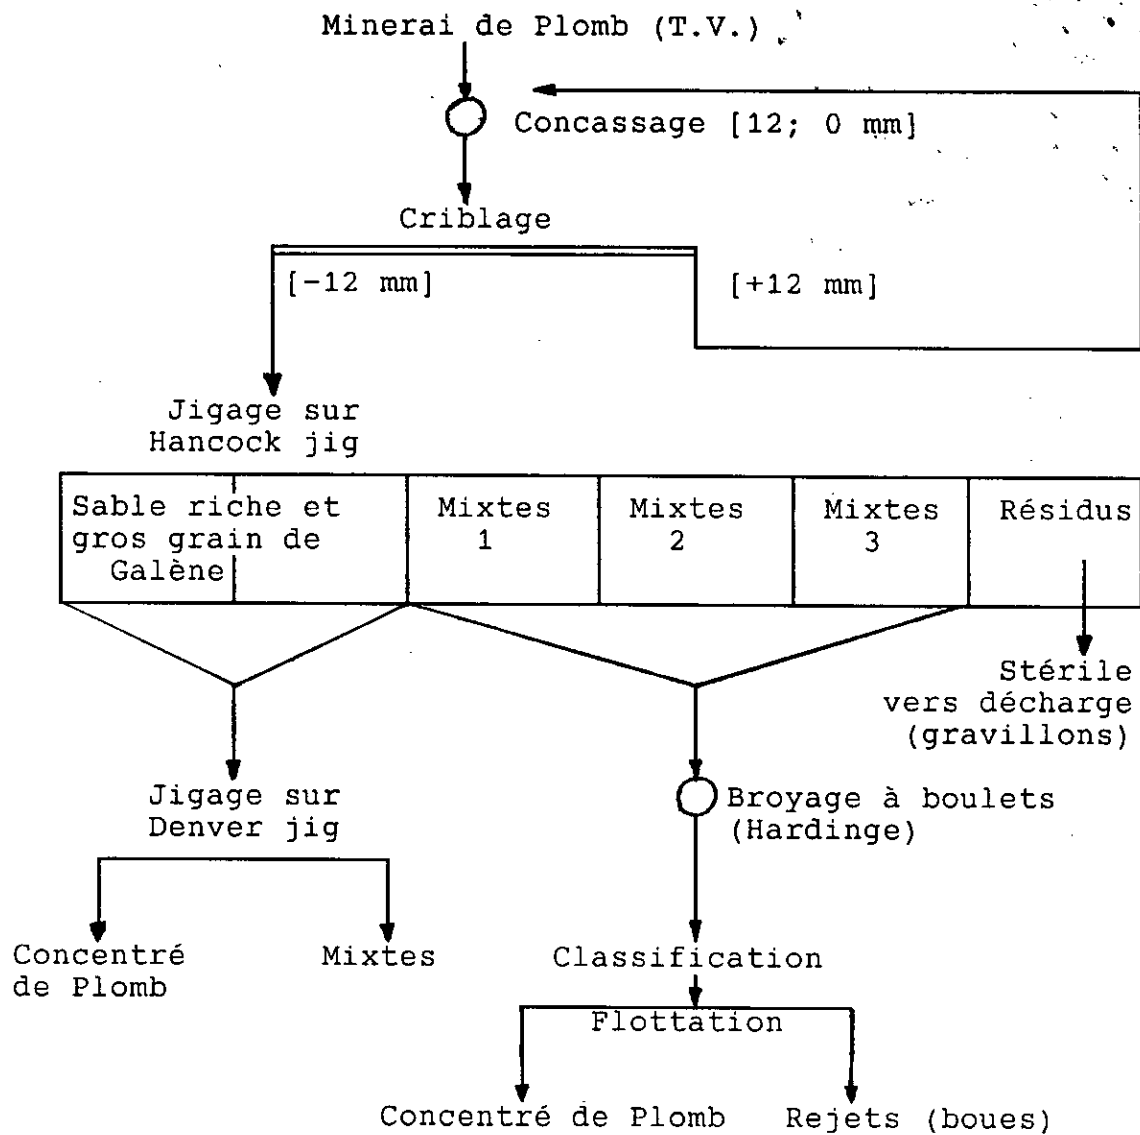 Minerai de Plomb (T.V.)
Concassage [12; 0 mm]
Criblage
[-12 mm]
[+12 mm]
Jigage sur
Hancock jig
Sable riche et
gros grain de
Galène
Mixtes
1
Mixtes
2
Mixtes
3
Résidus
Stérile
vers décharge
(gravillons)
Jigage sur
Denver jig
Broyage à boulets
(Hardinge)
Concentré
de Plomb
Mixtes
Classification
Flottation
Concentré de Plomb
Rejets (boues)